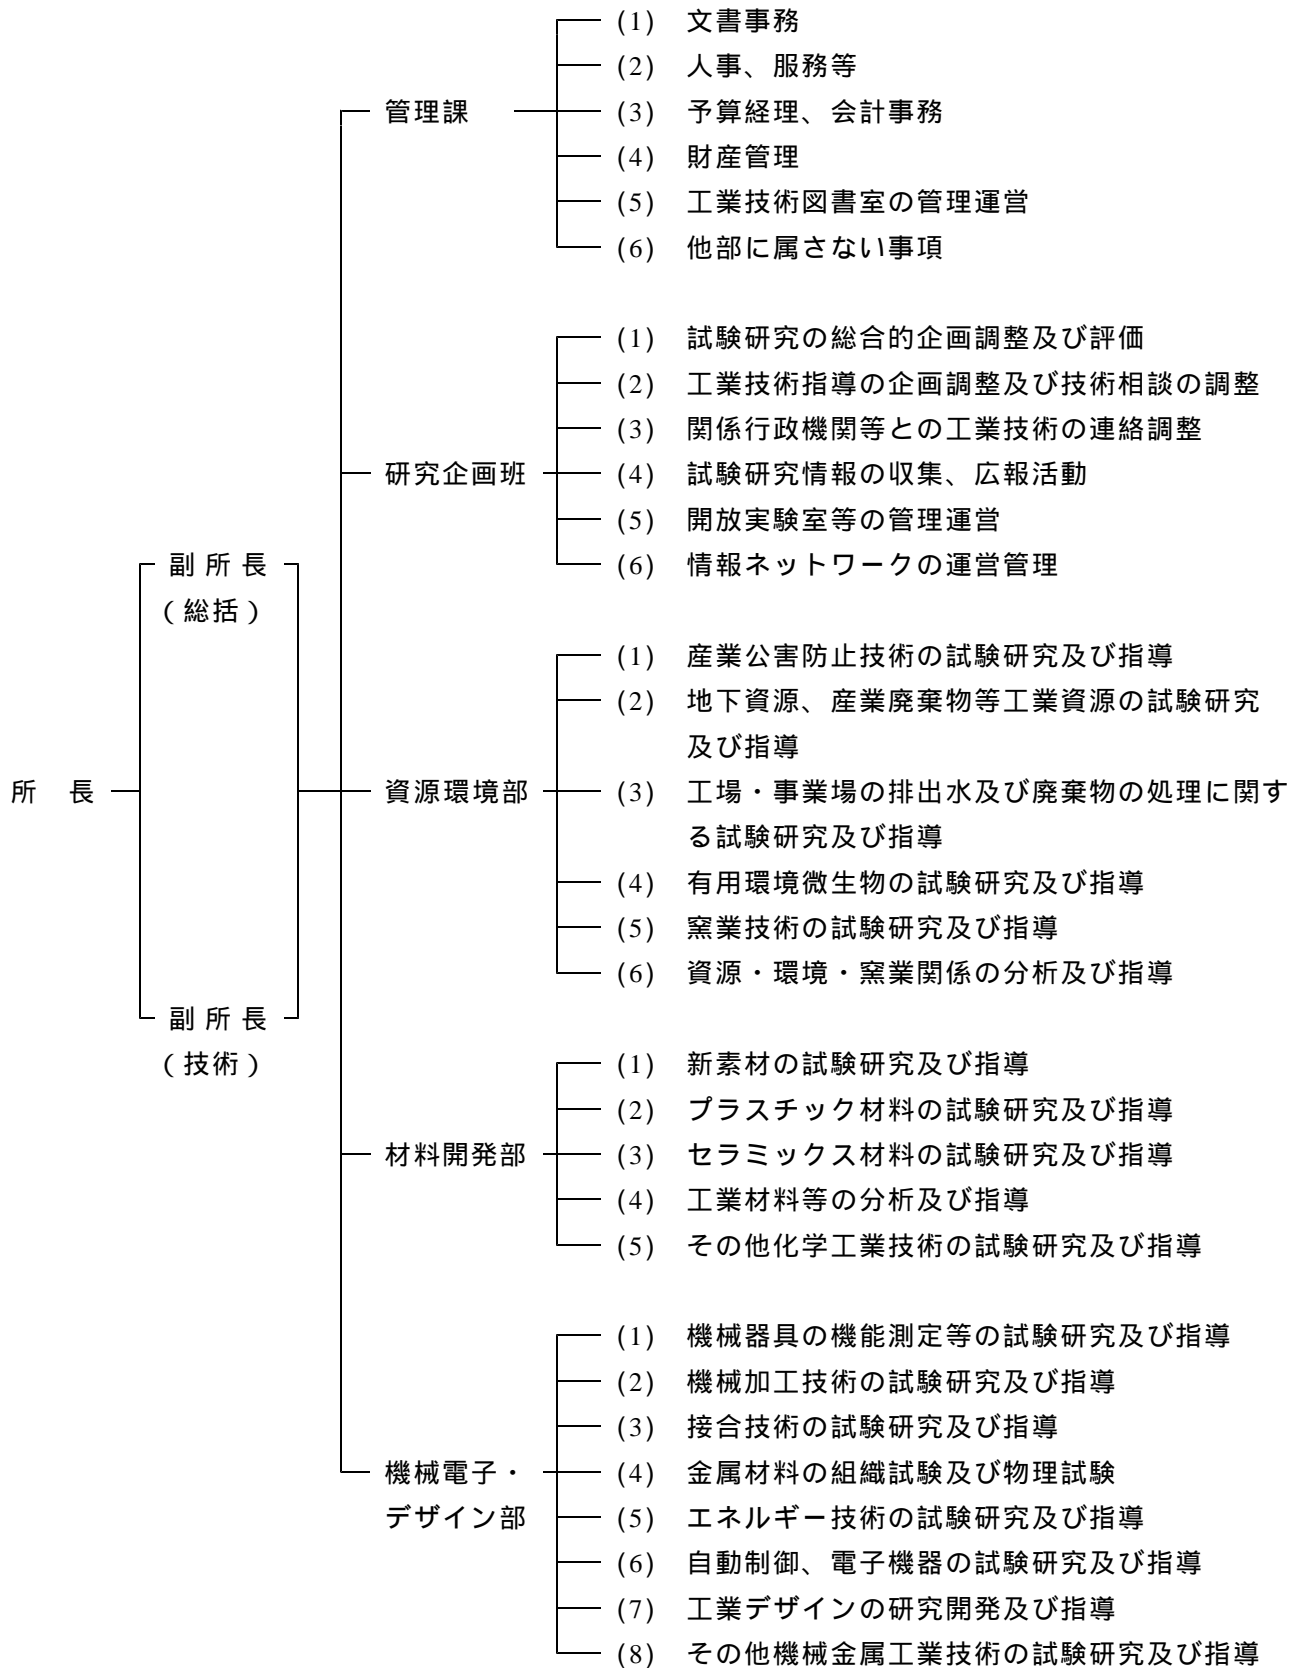 所　長
副 所 長
（総括）
副 所 長
（技術）
管理課
(1)　文書事務
(2)　人事、服務等
(3)　予算経理、会計事務
(4)　財産管理
(5)　工業技術図書室の管理運営
(6)　他部に属さない事項
研究企画班
(1)　試験研究の総合的企画調整及び評価
(2)　工業技術指導の企画調整及び技術相談の調整
(3)　関係行政機関等との工業技術の連絡調整
(4)　試験研究情報の収集、広報活動
(5)　開放実験室等の管理運営
(6)　情報ネットワークの運営管理
資源環境部
(1)　産業公害防止技術の試験研究及び指導
(2)　地下資源、産業廃棄物等工業資源の試験研究
及び指導
(3)　工場・事業場の排出水及び廃棄物の処理に関す
る試験研究及び指導
(4)　有用環境微生物の試験研究及び指導
(5)　窯業技術の試験研究及び指導
(6)　資源・環境・窯業関係の分析及び指導
材料開発部
(1)　新素材の試験研究及び指導
(2)　プラスチック材料の試験研究及び指導
(3)　セラミックス材料の試験研究及び指導
(4)　工業材料等の分析及び指導
(5)　その他化学工業技術の試験研究及び指導
機械電子・
デザイン部
(1)　機械器具の機能測定等の試験研究及び指導
(2)　機械加工技術の試験研究及び指導
(3)　接合技術の試験研究及び指導
(4)　金属材料の組織試験及び物理試験
(5)　エネルギー技術の試験研究及び指導
(6)　自動制御、電子機器の試験研究及び指導
(7)　工業デザインの研究開発及び指導
(8)　その他機械金属工業技術の試験研究及び指導